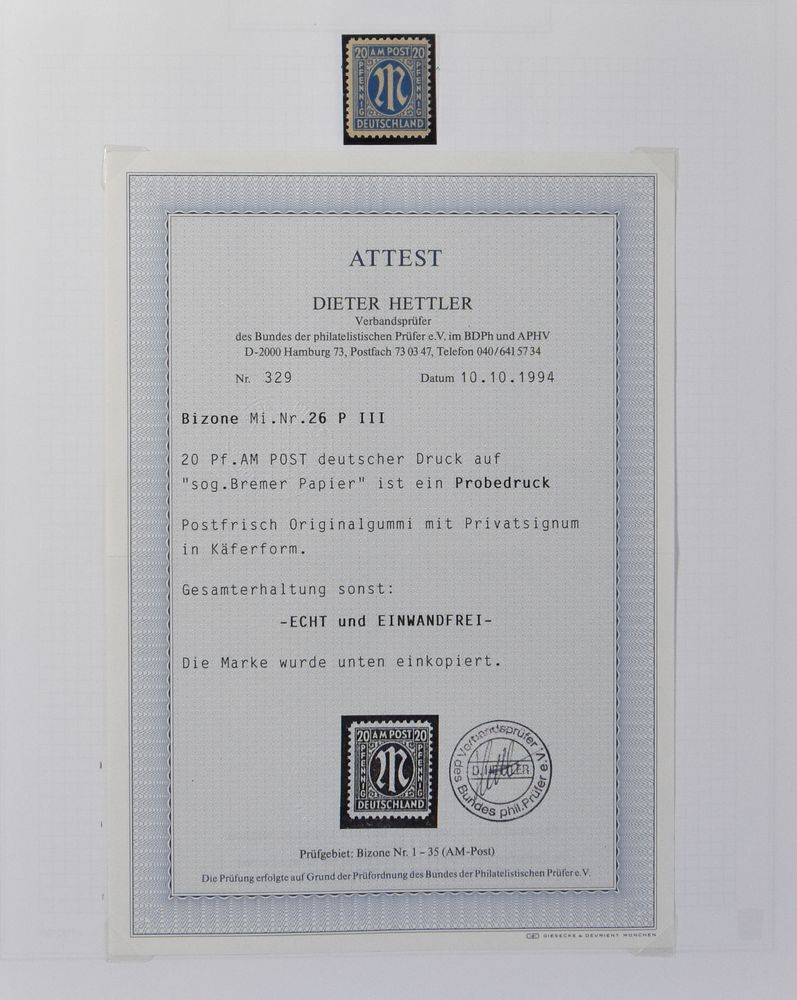 20 AM POST 20
PFENNIG M PFENNIG
DEUTSCHLAND
ATTEST
DIETER HETTLER
Verbandsprüfer
des Bundes der philatelistischen Prüfer e.V. im BDPh und APHV
D-2000 Hamburg 73, Postfach 73 03 47, Telefon 040/641 57 34
Nr. 329 Datum 10.10.1994
Bizone Mi.Nr.26 P III
20 Pf.AM POST deutscher Druck auf
"sog.Bremer Papier" ist ein Probedruck
Postfrisch Originalgummi mit Privatsignum
in Käferform.
Gesamterhaltung sonst:
-ECHT und EINWANDFREI-
Die Marke wurde unten einkopiert.
20 AM POST 20
PFENNIG M PFENNIG
DEUTSCHLAND
Verbandsprüfer
D. HETTLER
des Bundes phil. Prüfer e.V.
Prüfgebiet: Bizone Nr. 1 - 35 (AM-Post)
Die Prüfung erfolgte auf Grund der Prüfordnung des Bundes der Philatelistischen Prüfer e.V.
GIESECKE & DEVRIENT MÜNCHEN